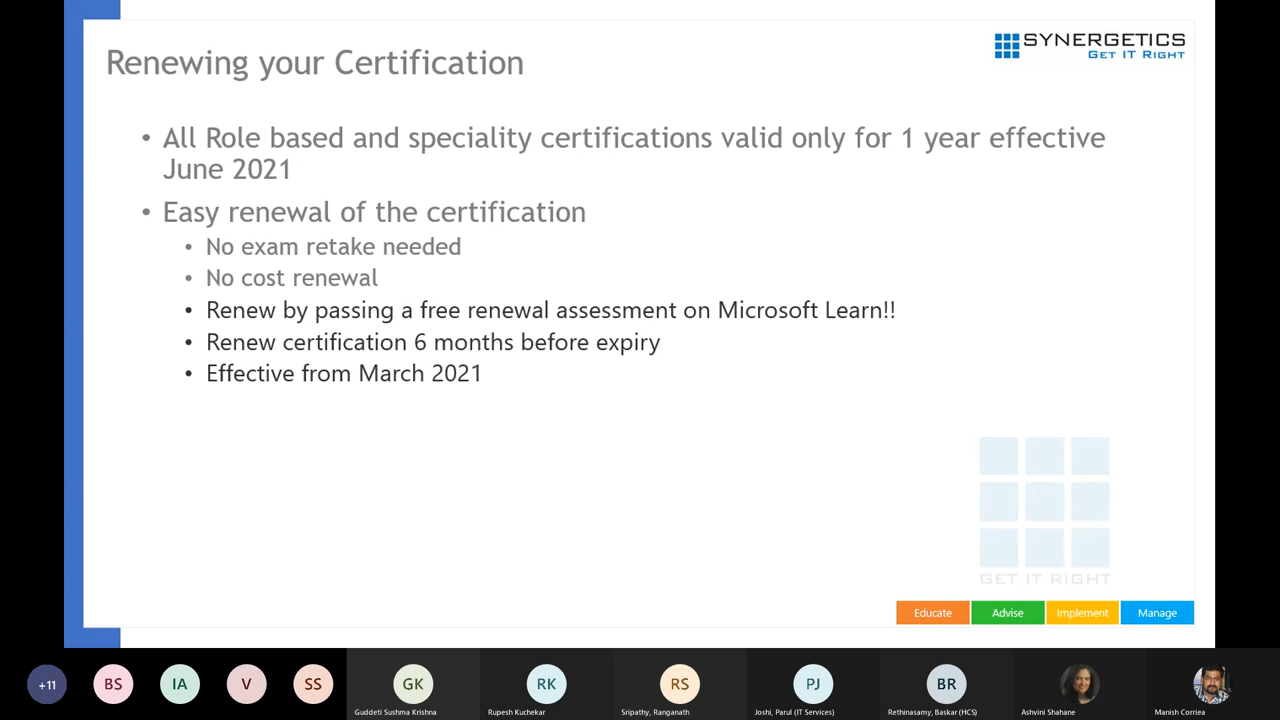 Renewing your Certification
SYNERGETICS
GET IT RIGHT
• All Role based and speciality certifications valid only for 1 year effective
June 2021
• Easy renewal of the certification
• No exam retake needed
• No cost renewal
• Renew by passing a free renewal assessment on Microsoft Learn!!
• Renew certification 6 months before expiry
• Effective from March 2021
GET IT RIGHT
Educate Advise Implement Manage
+11 BS IA V SS GK RK RS PJ BR
Guddeti Sushma Krishna Rupesh Kuchekar Sripathy, Ranganath Joshi, Parul (IT Services) Rethinasamy, Baskar (HCS) Ashvini Shahane Manish Corriea